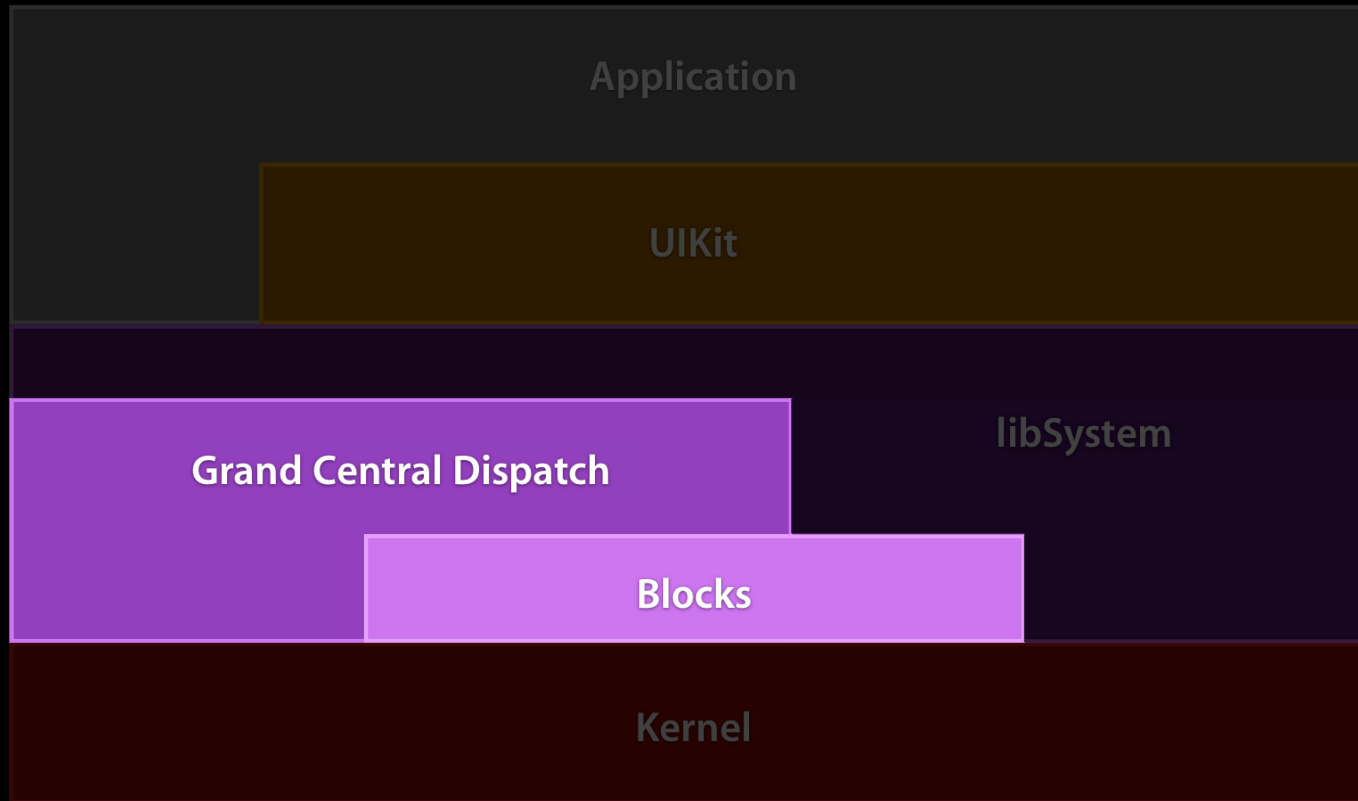 Application
UIKit
libSystem
Grand Central Dispatch
Blocks
Kernel